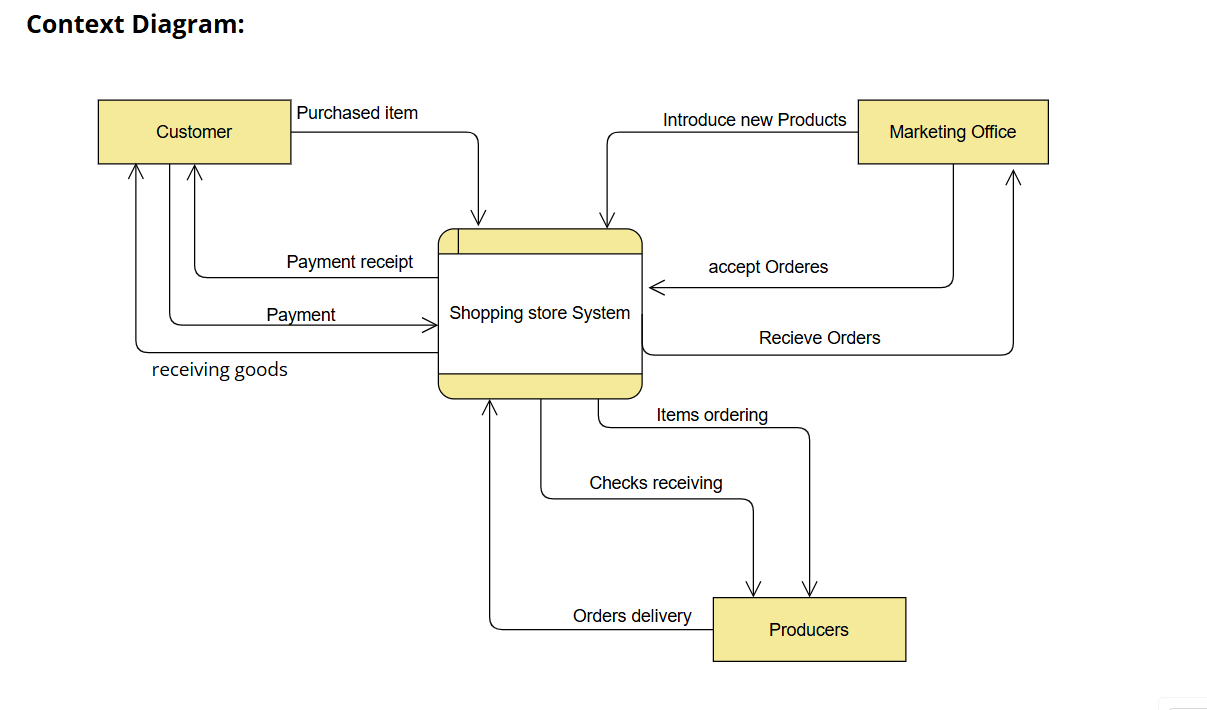 Context Diagram:
Purchased item
Customer
Introduce new Products
Marketing Office
Payment receipt
accept Orderes
Payment
Shopping store System
Recieve Orders
receiving goods
Items ordering
Checks receiving
Orders delivery
Producers